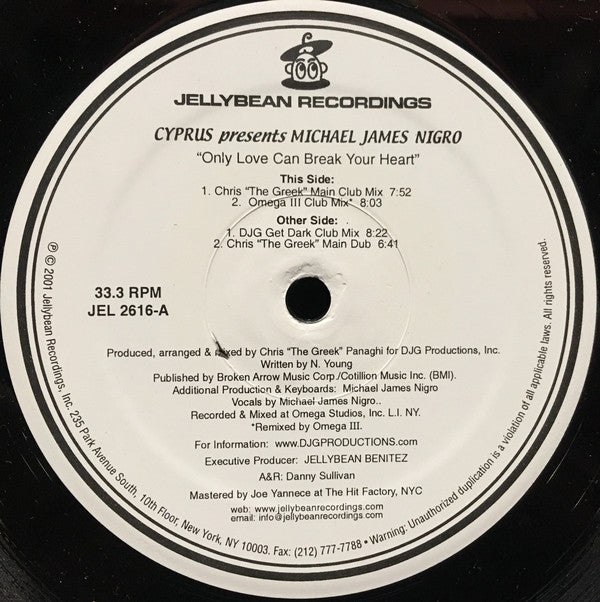 JELLYBEAN RECORDINGS
CYPRUS presents MICHAEL JAMES NIGRO
"Only Love Can Break Your Heart"
This Side:
1. Chris "The Greek" Main Club Mix 7:52
2. Omega III Club Mix* 8:03
Other Side:
1. DJG Get Dark Club Mix 8:22
2. Chris "The Greek" Main Dub 6:41
33.3 RPM
JEL 2616-A
Produced, arranged & mixed by Chris "The Greek" Panaghi for DJG Productions, Inc.
Written by N. Young
Published by Broken Arrow Music Corp./Cotillion Music Inc. (BMI).
Additional Production & Keyboards: Michael James Nigro
Vocals by Michael James Nigro..
Recorded & Mixed at Omega Studios, Inc. L.I. NY.
*Remixed by Omega III.
For Information: www.DJGPRODUCTIONS.com
Executive Producer: JELLYBEAN BENITEZ
A&R: Danny Sullivan
Mastered by Joe Yannece at The Hit Factory, NYC
web: www.jellybeanrecordings.com
email: info@jellybeanrecordings.com
℗ © 2001 Jellybean Recordings, Inc. 235 Park Avenue South, 10th Floor, New York, NY 10003. Fax: (212) 777-7788 • Warning: Unauthorized duplication is a violation of all applicable laws. All rights reserved.